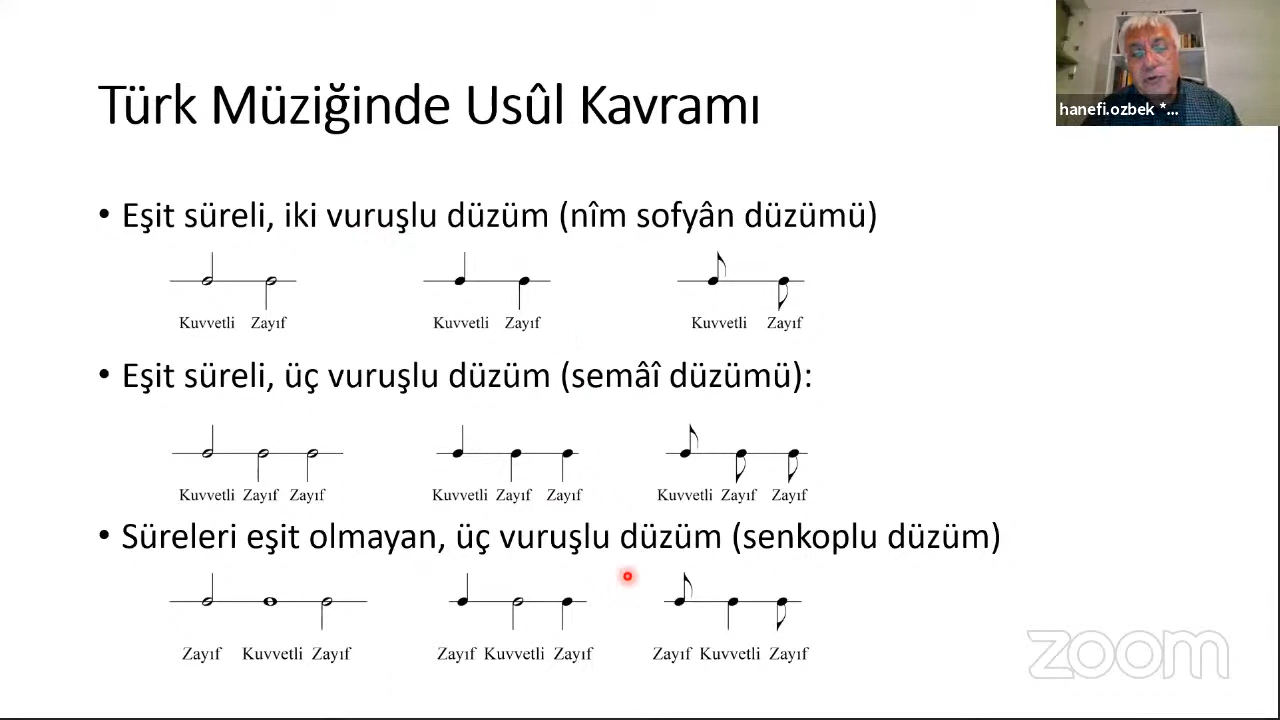 Türk Müziğinde Usûl Kavramı
hanefi.ozbek *...
• Eşit süreli, iki vuruşlu düzüm (nîm sofyân düzümü)
Kuvvetli Zayıf Kuvvetli Zayıf Kuvvetli Zayıf
• Eşit süreli, üç vuruşlu düzüm (semâî düzümü):
Kuvvetli Zayıf Zayıf Kuvvetli Zayıf Zayıf Kuvvetli Zayıf Zayıf
• Süreleri eşit olmayan, üç vuruşlu düzüm (senkoplu düzüm)
Zayıf Kuvvetli Zayıf Zayıf Kuvvetli Zayıf Zayıf Kuvvetli Zayıf
zoom